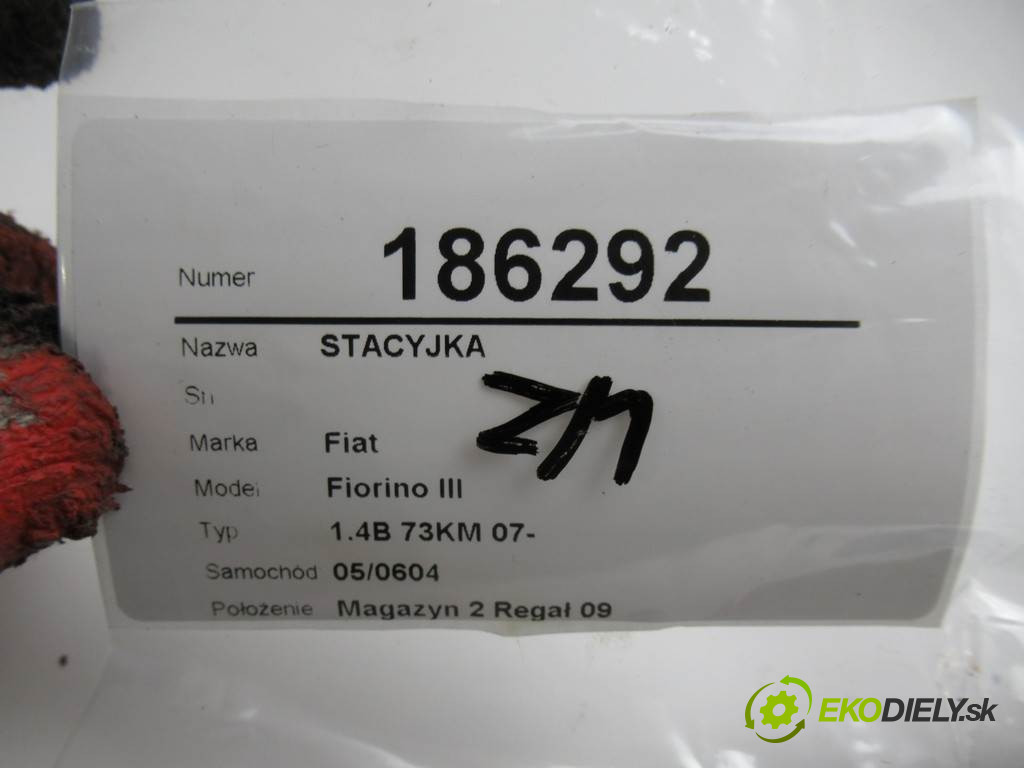 Numer 186292
Nazwa STACYJKA
Sn
Marka Fiat
Model Fiorino III
Typ 1.4B 73KM 07-
Samochód 05/0604
Położenie Magazyn 2 Regał 09
EKODIELY.sk